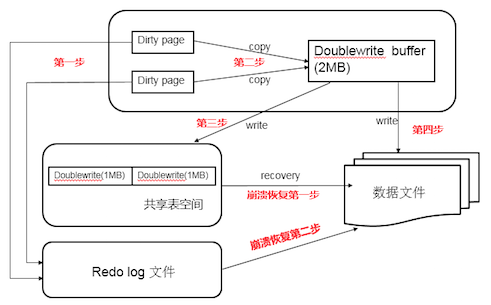 Dirty page
copy
Doublewrite buffer
(2MB)
第一步
第二步
Dirty page
copy
第三步
write
write
第四步
Doublewrite(1MB)
Doublewrite(1MB)
共享表空间
recovery
崩溃恢复第一步
数据文件
崩溃恢复第二步
Redo log 文件